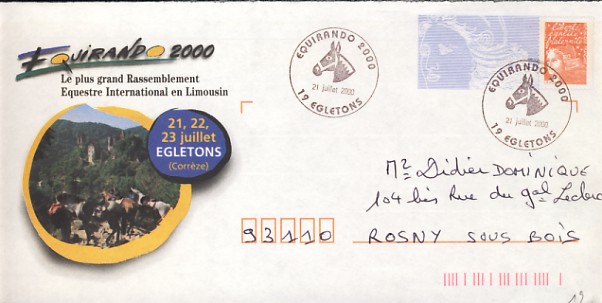 EQUIRANDO 2000
Le plus grand Rassemblement
Equestre International en Limousin
21, 22,
23 juillet
EGLETONS
(Corrèze)
EQUIRANDO 2000
21 juillet 2000
19 EGLETONS
EQUIRANDO 2000
21 juillet 2000
19 EGLETONS
Mr Didier DOMINIQUE
104 bis Rue du gal Leclerc
93110 ROSNY SOUS BOIS